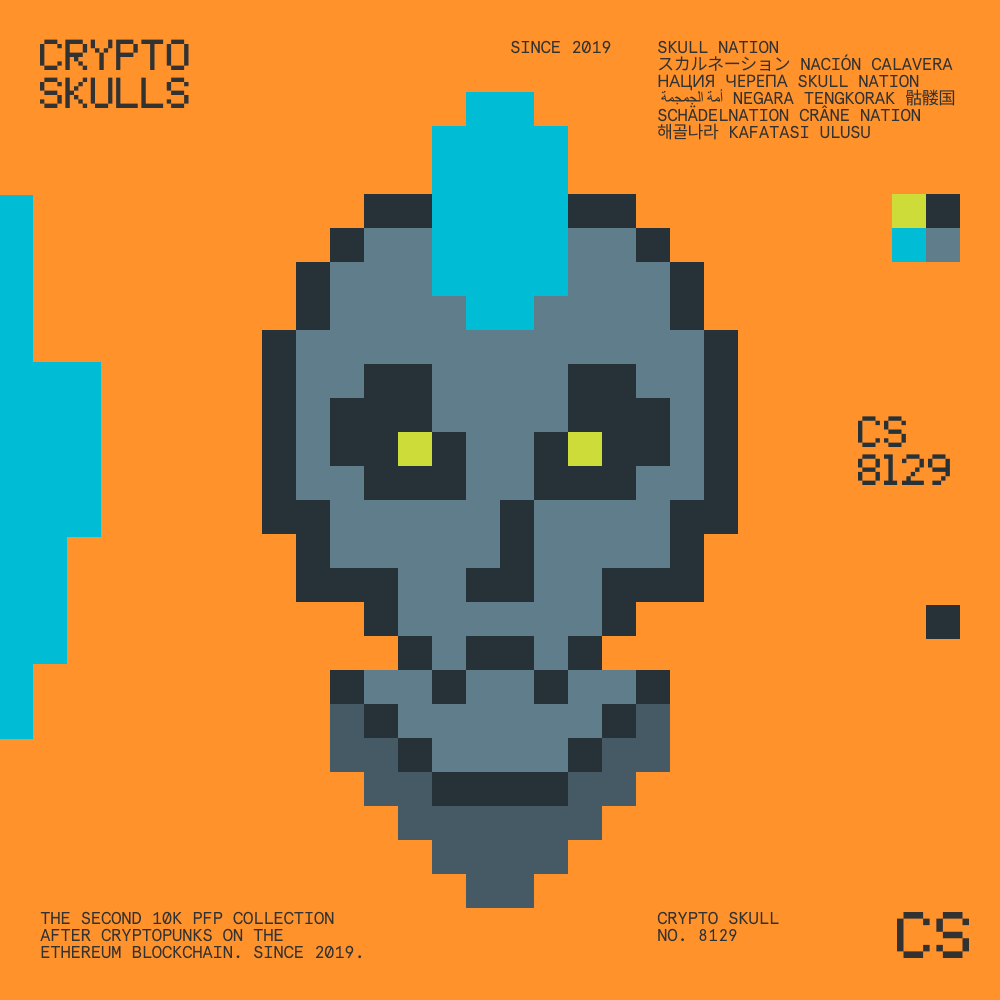 CRYPTO
SKULLS
SINCE 2019
SKULL NATION
スカルネーション NACIÓN CALAVERA
НАЦИЯ ЧЕРЕПА SKULL NATION
أمة الجمجمة NEGARA TENGKORAK 骷髅国
SCHÄDELNATION CRÂNE NATION
해골나라 KAFATASI ULUSU
CS
8129
THE SECOND 10K PFP COLLECTION
AFTER CRYPTOPUNKS ON THE
ETHEREUM BLOCKCHAIN. SINCE 2019.
CRYPTO SKULL
NO. 8129
CS